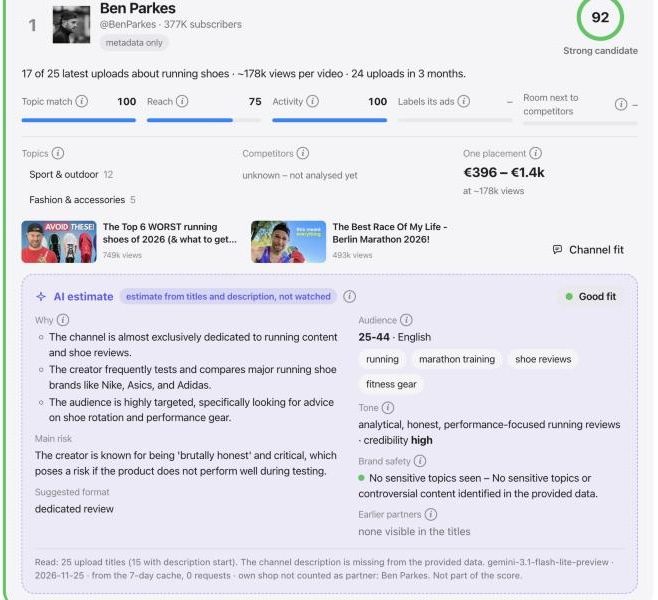 1
Ben Parkes
@BenParkes · 377K subscribers
metadata only
92
Strong candidate
17 of 25 latest uploads about running shoes · ~178k views per video · 24 uploads in 3 months.
Topic match 100
Reach 75
Activity 100
Labels its ads –
Room next to
competitors –
Topics
Sport & outdoor 12
Fashion & accessories 5
Competitors
unknown – not analysed yet
One placement
€396 – €1.4k
at ~178k views
AVOID THESE!
The Top 6 WORST running
shoes of 2026 (& what to get...
749k views
The Best Race Of My Life -
Berlin Marathon 2026!
493k views
Channel fit
AI estimate
estimate from titles and description, not watched
Good fit
Why
The channel is almost exclusively dedicated to running content
and shoe reviews.
The creator frequently tests and compares major running shoe
brands like Nike, Asics, and Adidas.
The audience is highly targeted, specifically looking for advice
on shoe rotation and performance gear.
Main risk
The creator is known for being 'brutally honest' and critical, which
poses a risk if the product does not perform well during testing.
Suggested format
dedicated review
Audience
25-44 · English
running
marathon training
shoe reviews
fitness gear
Tone
analytical, honest, performance-focused running reviews
· credibility high
Brand safety
No sensitive topics seen – No sensitive topics or
controversial content identified in the provided data.
Earlier partners
none visible in the titles
Read: 25 upload titles (15 with description start). The channel description is missing from the provided data. gemini-3.1-flash-lite-preview ·
2026-11-25 · from the 7-day cache, 0 requests · own shop not counted as partner: Ben Parkes. Not part of the score.